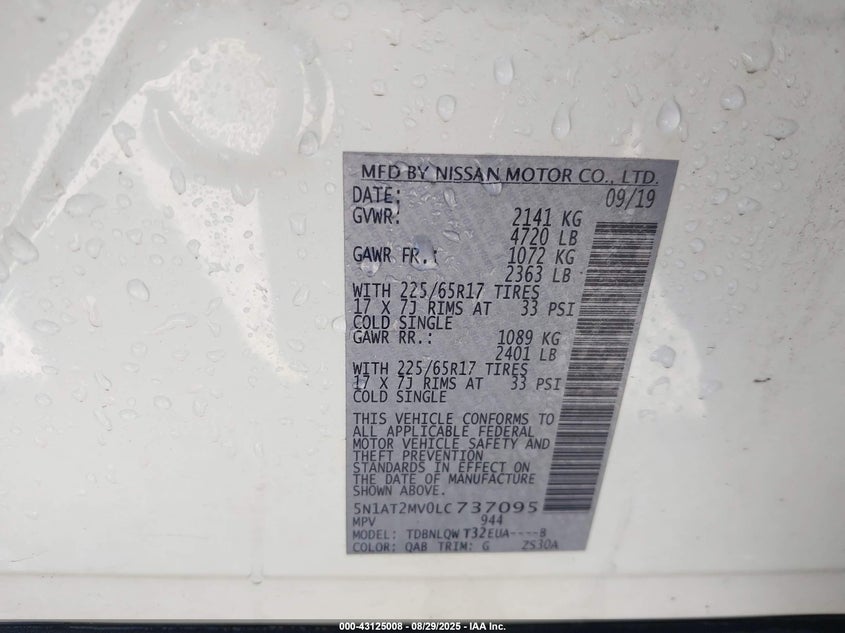 MFD BY NISSAN MOTOR CO., LTD.
DATE: 09/19
GVWR: 2141 KG
4720 LB
GAWR FR.: 1072 KG
2363 LB
WITH 225/65R17 TIRES
17 X 7J RIMS AT 33 PSI
COLD SINGLE
GAWR RR.: 1089 KG
2401 LB
WITH 225/65R17 TIRES
17 X 7J RIMS AT 33 PSI
COLD SINGLE
THIS VEHICLE CONFORMS TO
ALL APPLICABLE FEDERAL
MOTOR VEHICLE SAFETY AND
THEFT PREVENTION
STANDARDS IN EFFECT ON
THE DATE OF MANUFACTURE
SHOWN ABOVE.
5N1AT2MV0LC737095
MPV 944
MODEL: TDBNLQW T32EUA----B
COLOR: QAB TRIM: G ZS30A
000-43125008 - 08/29/2025 - IAA Inc.